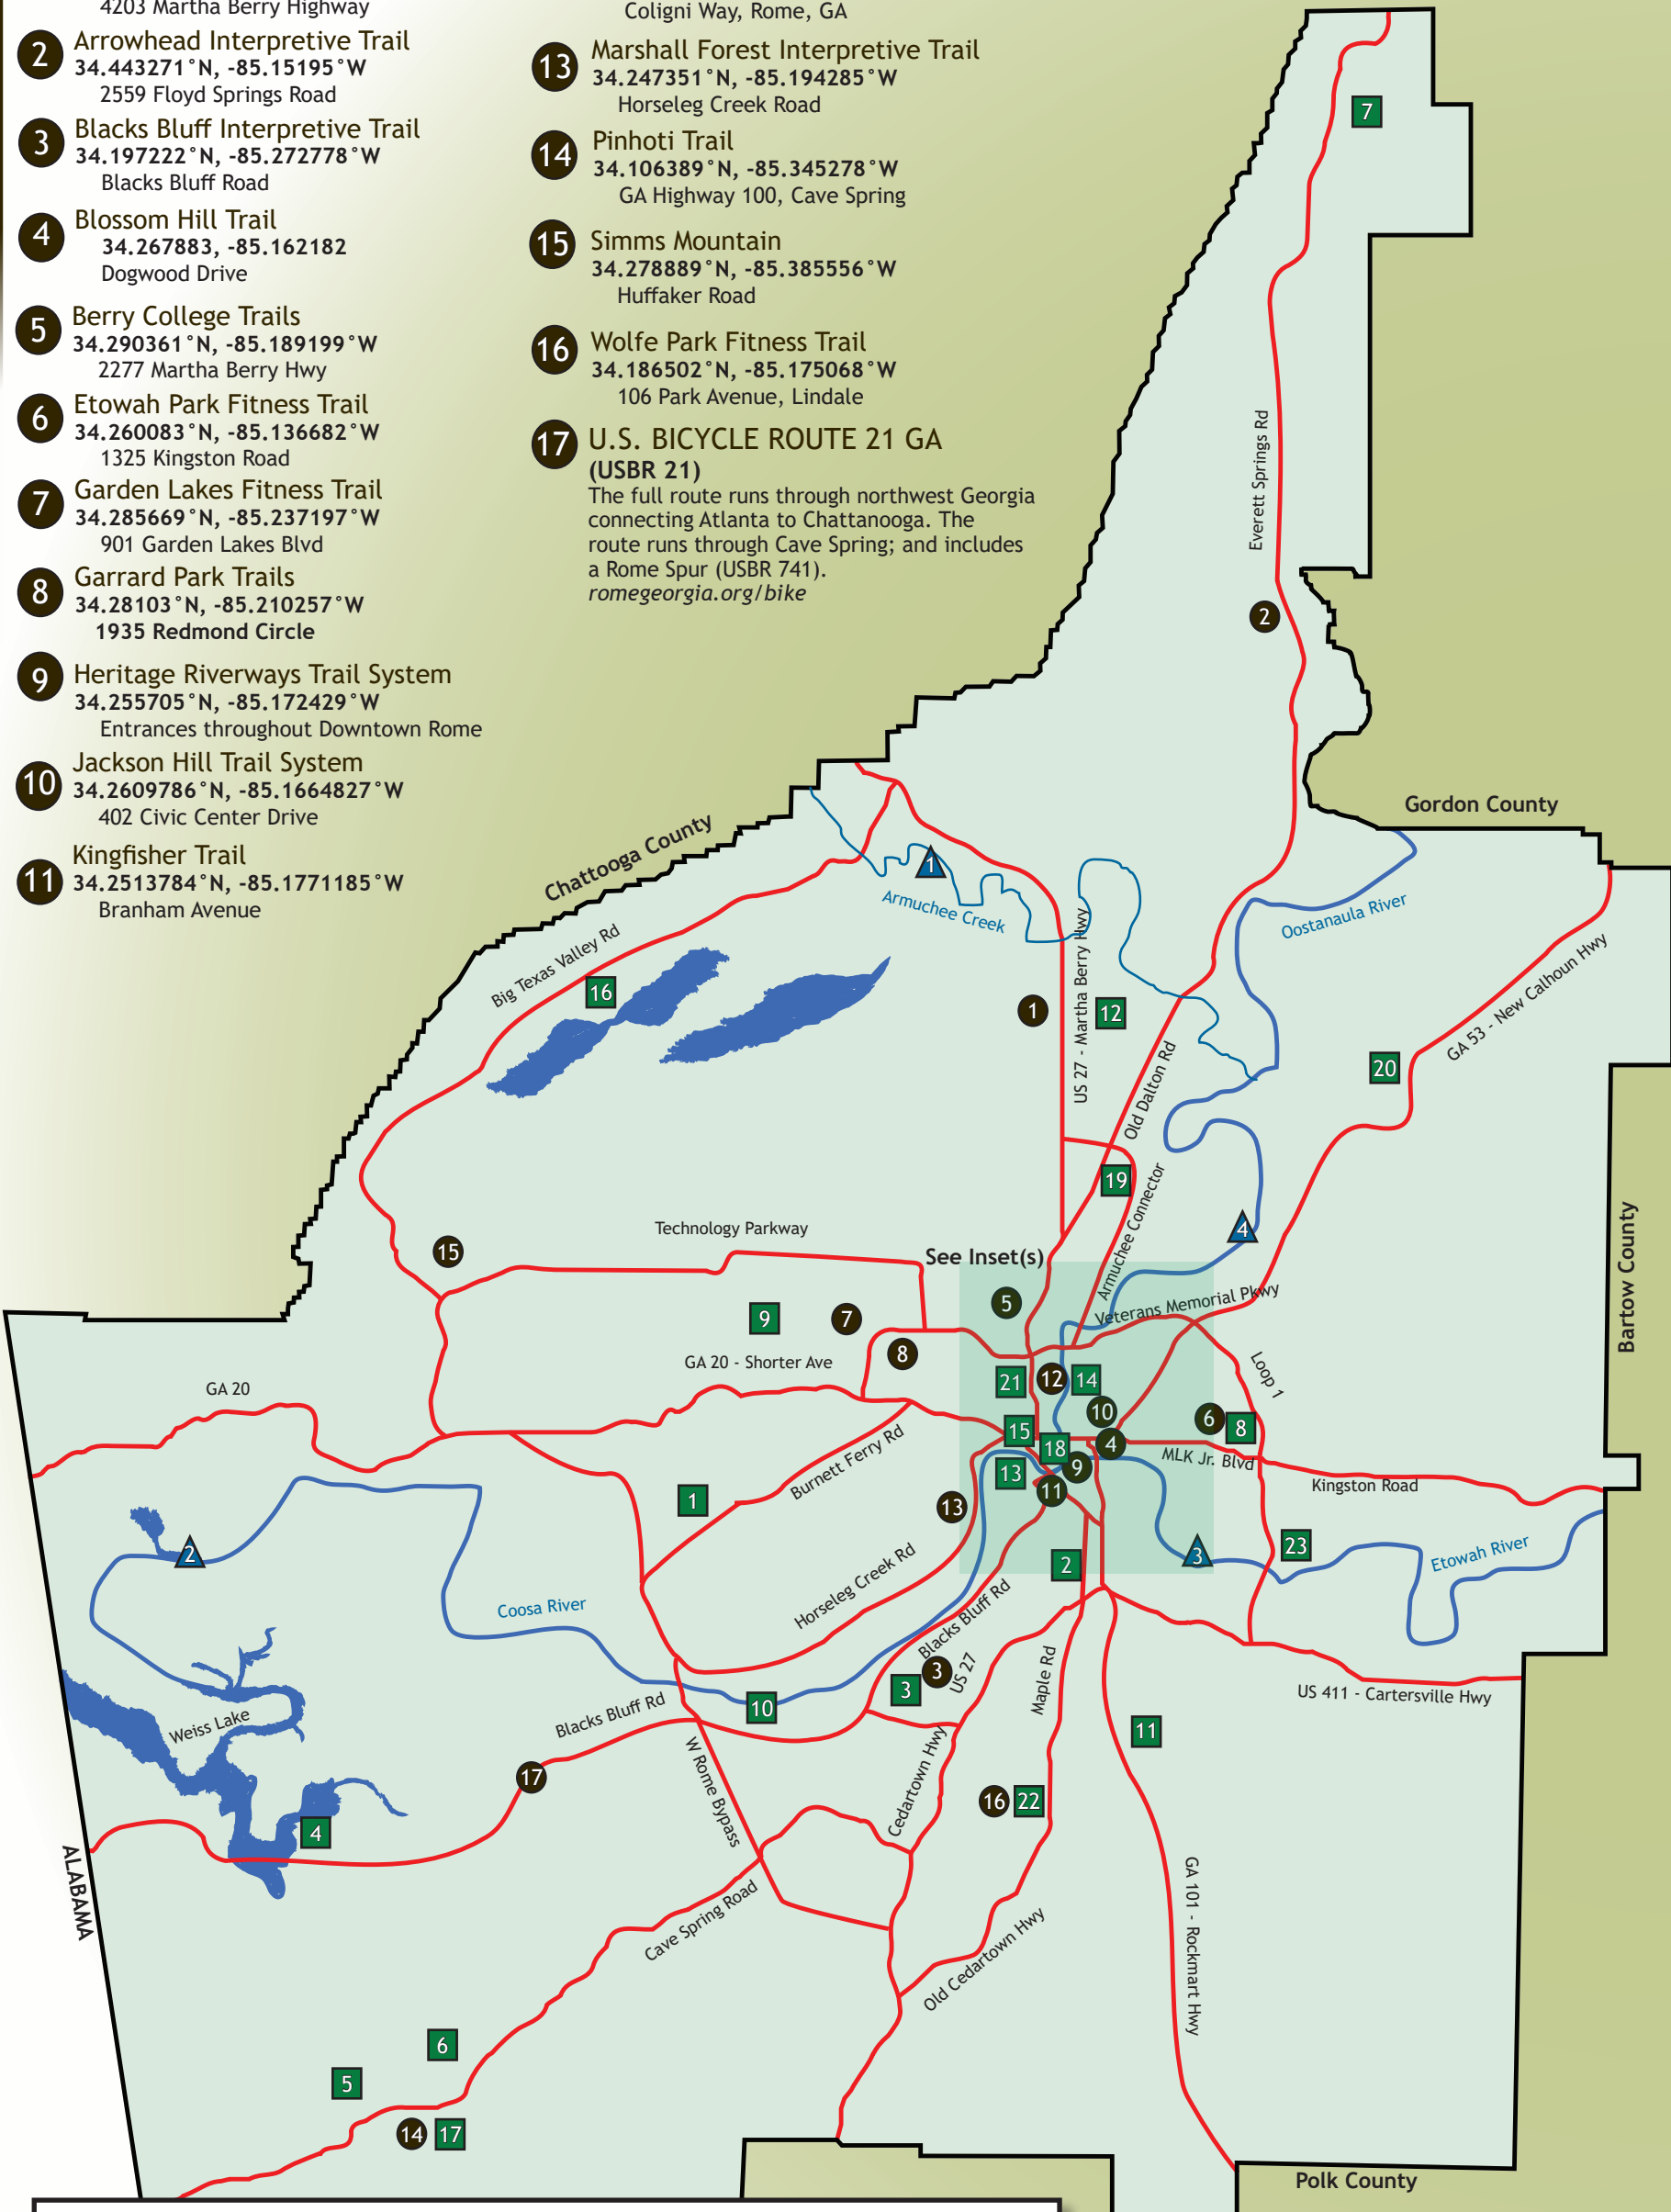 4203 Martha Berry Highway
2 Arrowhead Interpretive Trail
34.443271°N, -85.15195°W
2559 Floyd Springs Road
3 Blacks Bluff Interpretive Trail
34.197222°N, -85.272778°W
Blacks Bluff Road
4 Blossom Hill Trail
34.267883, -85.162182
Dogwood Drive
5 Berry College Trails
34.290361°N, -85.189199°W
2277 Martha Berry Hwy
6 Etowah Park Fitness Trail
34.260083°N, -85.136682°W
1325 Kingston Road
7 Garden Lakes Fitness Trail
34.285669°N, -85.237197°W
901 Garden Lakes Blvd
8 Garrard Park Trails
34.28103°N, -85.210257°W
1935 Redmond Circle
9 Heritage Riverways Trail System
34.255705°N, -85.172429°W
Entrances throughout Downtown Rome
10 Jackson Hill Trail System
34.2609786°N, -85.1664827°W
402 Civic Center Drive
11 Kingfisher Trail
34.2513784°N, -85.1771185°W
Branham Avenue
Coligni Way, Rome, GA
13 Marshall Forest Interpretive Trail
34.247351°N, -85.194285°W
Horseleg Creek Road
14 Pinhoti Trail
34.106389°N, -85.345278°W
GA Highway 100, Cave Spring
15 Simms Mountain
34.278889°N, -85.385556°W
Huffaker Road
16 Wolfe Park Fitness Trail
34.186502°N, -85.175068°W
106 Park Avenue, Lindale
17 U.S. BICYCLE ROUTE 21 GA
(USBR 21)
The full route runs through northwest Georgia
connecting Atlanta to Chattanooga. The
route runs through Cave Spring; and includes
a Rome Spur (USBR 741).
romegeorgia.org/bike
7
Everett Springs Rd
2
Gordon County
Chattooga County
1
Armuchee Creek
Oostanaula River
Big Texas Valley Rd
16
US 27 - Martha Berry Hwy
1
12
GA 53 - New Calhoun Hwy
20
Old Dalton Rd
19
Armuchee Connector
4
Technology Parkway
15
See Inset(s)
Bartow County
5
Veterans Memorial Pkwy
9
7
8
GA 20 - Shorter Ave
GA 20
Loop 1
21
12
14
10
6
8
15
18
4
MLK Jr. Blvd
9
13
11
Kingston Road
Burnett Ferry Rd
1
13
2
3
23
Etowah River
2
Horseleg Creek Rd
Coosa River
Blacks Bluff Rd
3
3
US 27
Maple Rd
US 411 - Cartersville Hwy
10
Weiss Lake
Blacks Bluff Rd
11
17
W Rome Bypass
Cedartown Hwy
16
22
4
ALABAMA
GA 101 - Rockmart Hwy
Cave Spring Road
Old Cedartown Hwy
6
5
14
17
Polk County